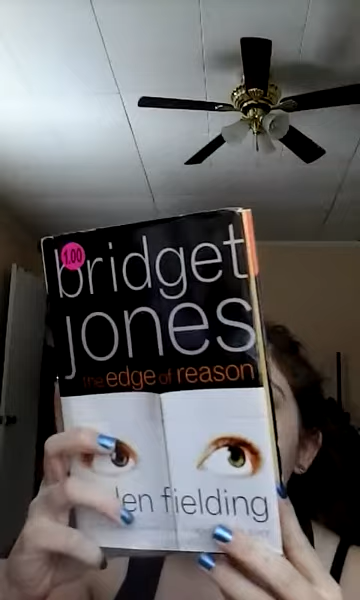 1.00
bridget
jones
the edge of reason
len fielding